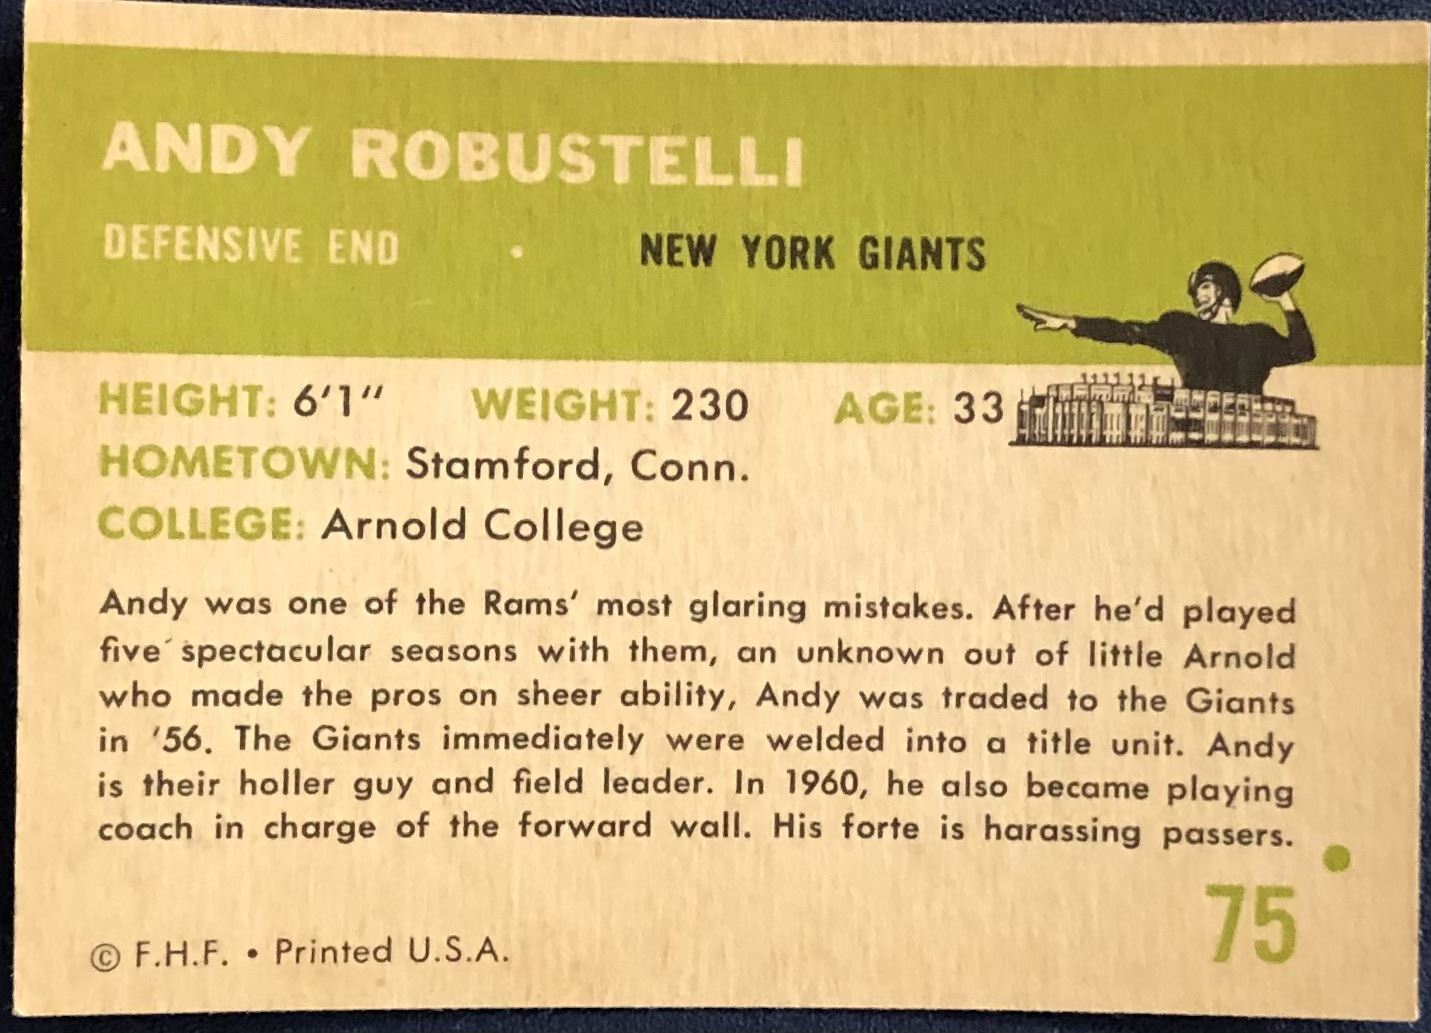 ANDY ROBUSTELLI
DEFENSIVE END • NEW YORK GIANTS
HEIGHT: 6'1" WEIGHT: 230 AGE: 33
HOMETOWN: Stamford, Conn.
COLLEGE: Arnold College
Andy was one of the Rams' most glaring mistakes. After he'd played
five spectacular seasons with them, an unknown out of little Arnold
who made the pros on sheer ability, Andy was traded to the Giants
in '56. The Giants immediately were welded into a title unit. Andy
is their holler guy and field leader. In 1960, he also became playing
coach in charge of the forward wall. His forte is harassing passers.
75
© F.H.F. • Printed U.S.A.